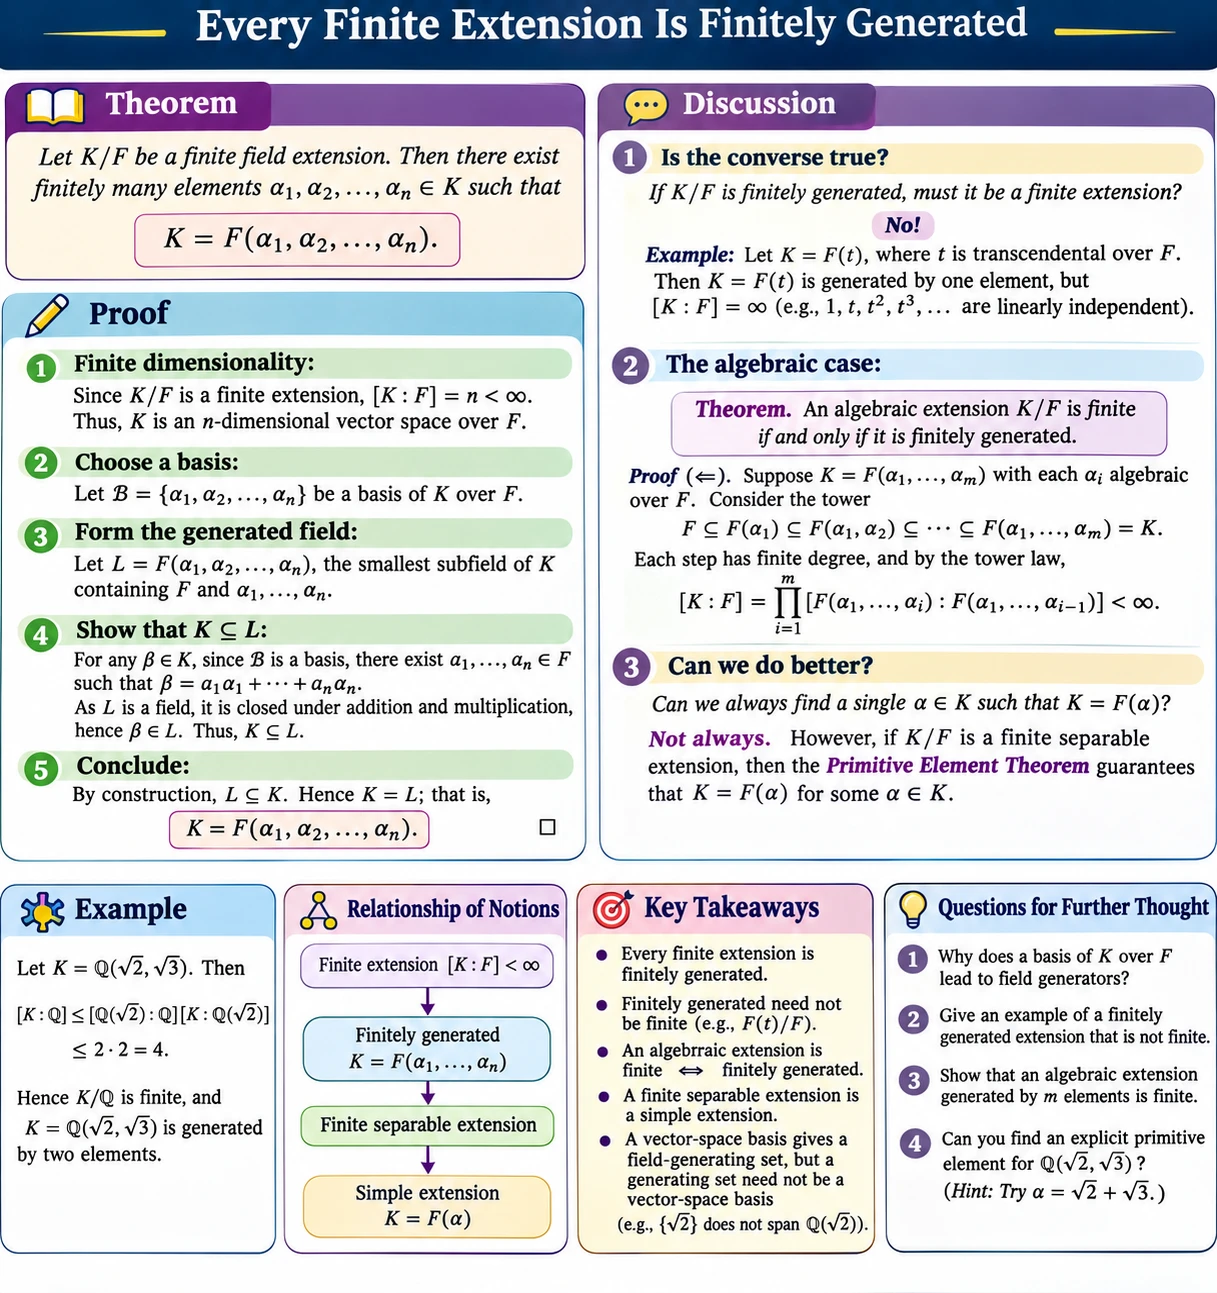 Every Finite Extension Is Finitely Generated
Theorem
Let K/F be a finite field extension. Then there exist
finitely many elements α₁, α₂, …, αₙ ∈ K such that
K = F(α₁, α₂, …, αₙ).
Proof
1 Finite dimensionality:
Since K/F is a finite extension, [K : F] = n < ∞.
Thus, K is an n-dimensional vector space over F.
2 Choose a basis:
Let ℬ = {α₁, α₂, …, αₙ} be a basis of K over F.
3 Form the generated field:
Let L = F(α₁, α₂, …, αₙ), the smallest subfield of K
containing F and α₁, …, αₙ.
4 Show that K ⊆ L:
For any β ∈ K, since ℬ is a basis, there exist a₁, …, aₙ ∈ F
such that β = a₁α₁ + ⋯ + aₙαₙ.
As L is a field, it is closed under addition and multiplication,
hence β ∈ L. Thus, K ⊆ L.
5 Conclude:
By construction, L ⊆ K. Hence K = L; that is,
K = F(α₁, α₂, …, αₙ). □
Discussion
1 Is the converse true?
If K/F is finitely generated, must it be a finite extension?
No!
Example: Let K = F(t), where t is transcendental over F.
Then K = F(t) is generated by one element, but
[K : F] = ∞ (e.g., 1, t, t², t³, … are linearly independent).
2 The algebraic case:
Theorem. An algebraic extension K/F is finite
if and only if it is finitely generated.
Proof (⇐). Suppose K = F(α₁, …, αₘ) with each αᵢ algebraic
over F. Consider the tower
F ⊆ F(α₁) ⊆ F(α₁, α₂) ⊆ ⋯ ⊆ F(α₁, …, αₘ) = K.
Each step has finite degree, and by the tower law,
[K : F] = ∏ᵢ₌₁ᵐ [F(α₁, …, αᵢ) : F(α₁, …, αᵢ₋₁)] < ∞.
3 Can we do better?
Can we always find a single α ∈ K such that K = F(α)?
Not always. However, if K/F is a finite separable
extension, then the Primitive Element Theorem guarantees
that K = F(α) for some α ∈ K.
Example
Let K = ℚ(√2, √3). Then
[K : ℚ] ≤ [ℚ(√2) : ℚ][K : ℚ(√2)]
≤ 2 · 2 = 4.
Hence K/ℚ is finite, and
K = ℚ(√2, √3) is generated
by two elements.
Relationship of Notions
Finite extension [K : F] < ∞
Finitely generated
K = F(α₁, …, αₙ)
Finite separable extension
Simple extension
K = F(α)
Key Takeaways
• Every finite extension is
finitely generated.
• Finitely generated need not
be finite (e.g., F(t)/F).
• An algebrraic extension is
finite ⟺ finitely generated.
• A finite separable extension is
a simple extension.
• A vector-space basis gives a
field-generating set, but a
generating set need not be a
vector-space basis
(e.g., {√2} does not span ℚ(√2)).
Questions for Further Thought
1 Why does a basis of K over F
lead to field generators?
2 Give an example of a finitely
generated extension that is not finite.
3 Show that an algebraic extension
generated by m elements is finite.
4 Can you find an explicit primitive
element for ℚ(√2, √3) ?
(Hint: Try α = √2 + √3.)